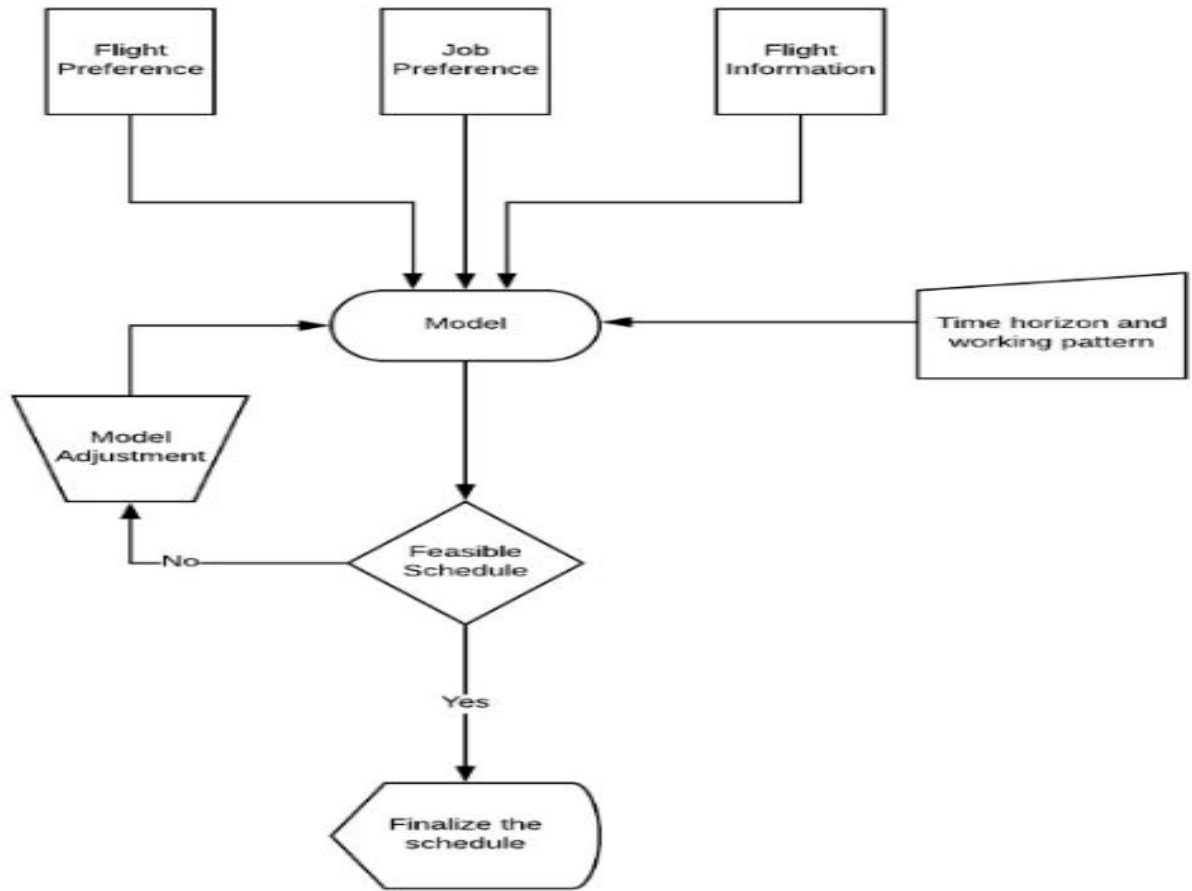 Flight
Preference
Job
Preference
Flight
Information
Model
Time horizon and
working pattern
Model
Adjustment
No
Feasible
Schedule
Yes
Finalize the
schedule